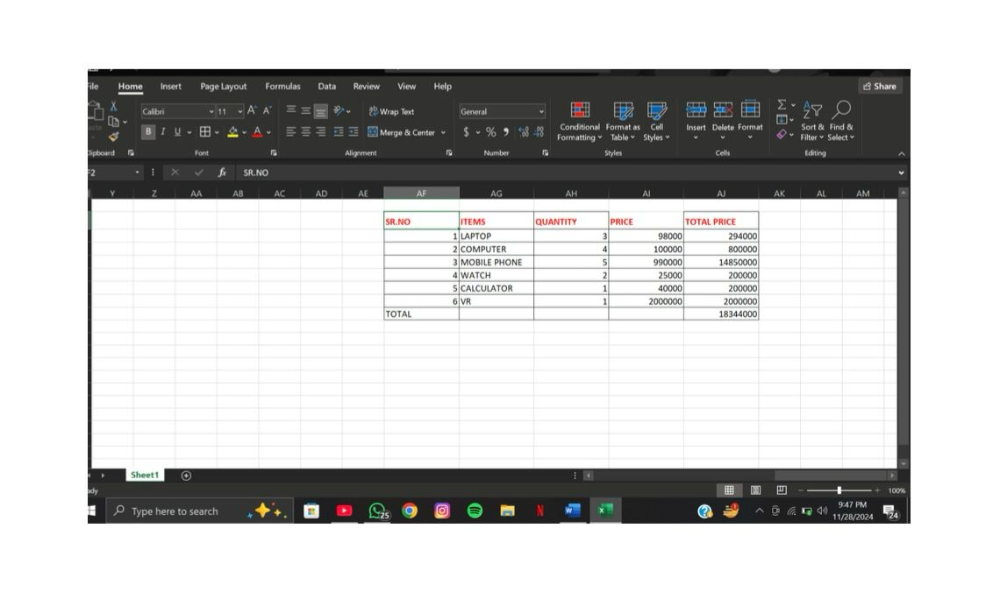 File Home Insert Page Layout Formulas Data Review View Help Share
Calibri 11 A A Wrap Text General
B I U A Merge & Center $ % Conditional Formatting Format as Table Cell Styles Insert Delete Format Sort & Filter Find & Select
Clipboard Font Alignment Number Styles Cells Editing
F2 fx SR.NO
Y Z AA AB AC AD AE AF AG AH AI AJ AK AL AM
SR.NO ITEMS QUANTITY PRICE TOTAL PRICE
1 LAPTOP 3 98000 294000
2 COMPUTER 4 100000 800000
3 MOBILE PHONE 5 990000 14850000
4 WATCH 2 25000 200000
5 CALCULATOR 1 40000 200000
6 VR 1 2000000 2000000
TOTAL 18344000
Sheet1
100%
Type here to search 25 N W X 9:47 PM
11/28/2024 24